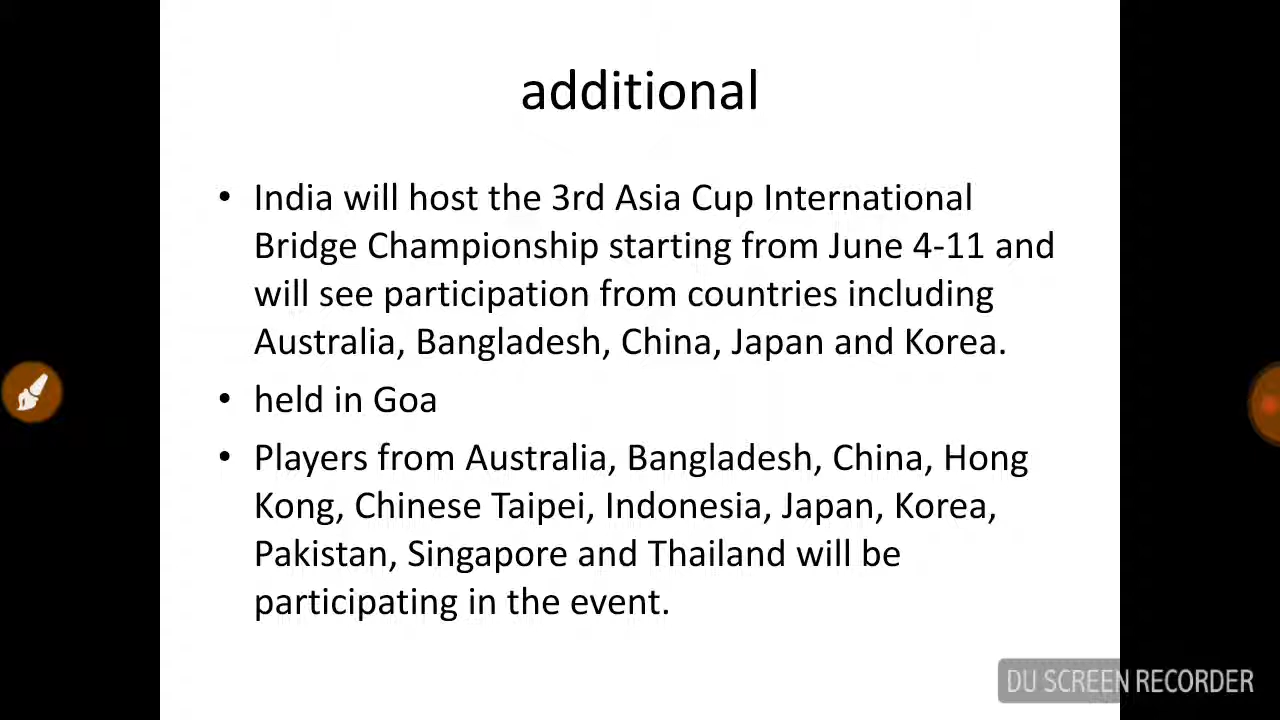 additional
• India will host the 3rd Asia Cup International
Bridge Championship starting from June 4-11 and
will see participation from countries including
Australia, Bangladesh, China, Japan and Korea.
• held in Goa
• Players from Australia, Bangladesh, China, Hong
Kong, Chinese Taipei, Indonesia, Japan, Korea,
Pakistan, Singapore and Thailand will be
participating in the event.
DU SCREEN RECORDER